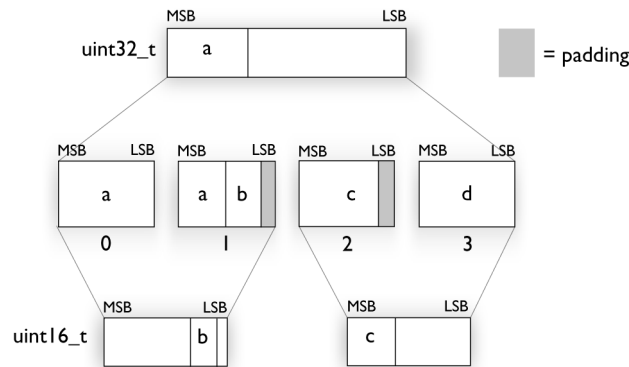 MSB LSB
uint32_t a
= padding
MSB LSB MSB LSB MSB LSB MSB LSB
a a b c d
0 1 2 3
MSB LSB MSB LSB
uint16_t b c